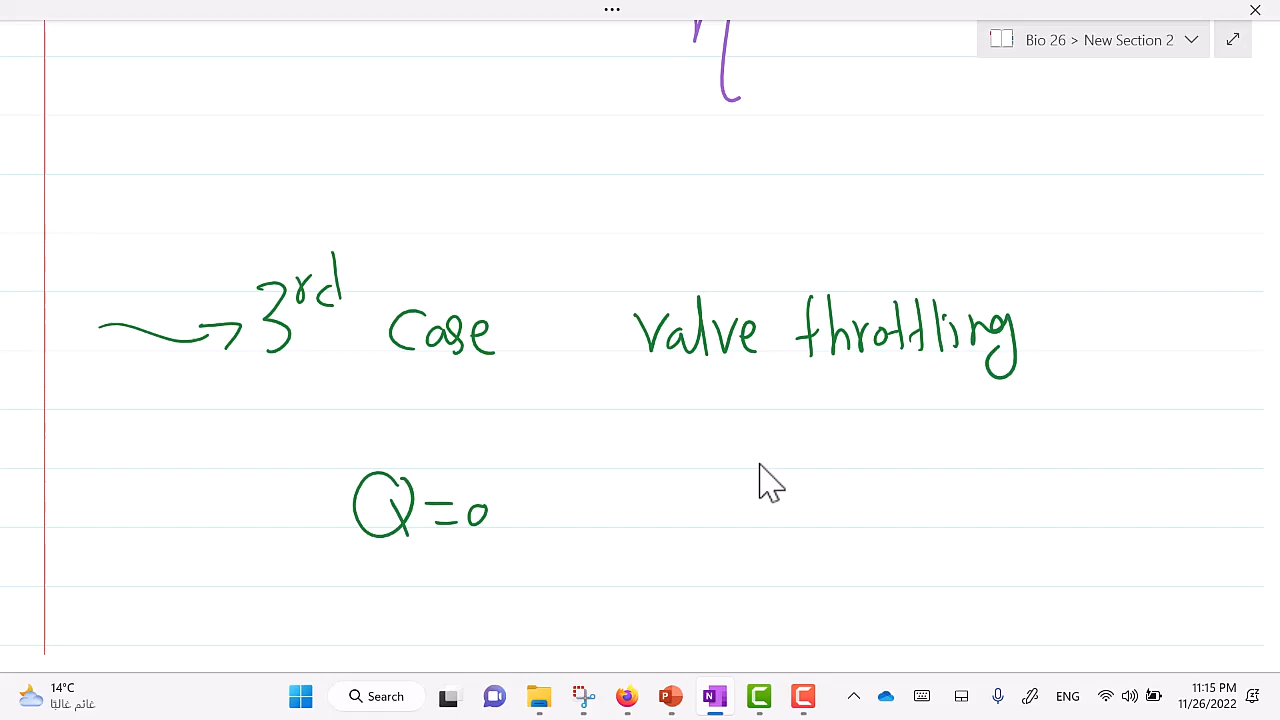 Bio 26 > New Section 2
η
3rd Case valve throttling
Q=0
14°C
غائم غالبًا
Search
ENG
11:15 PM
11/26/2022